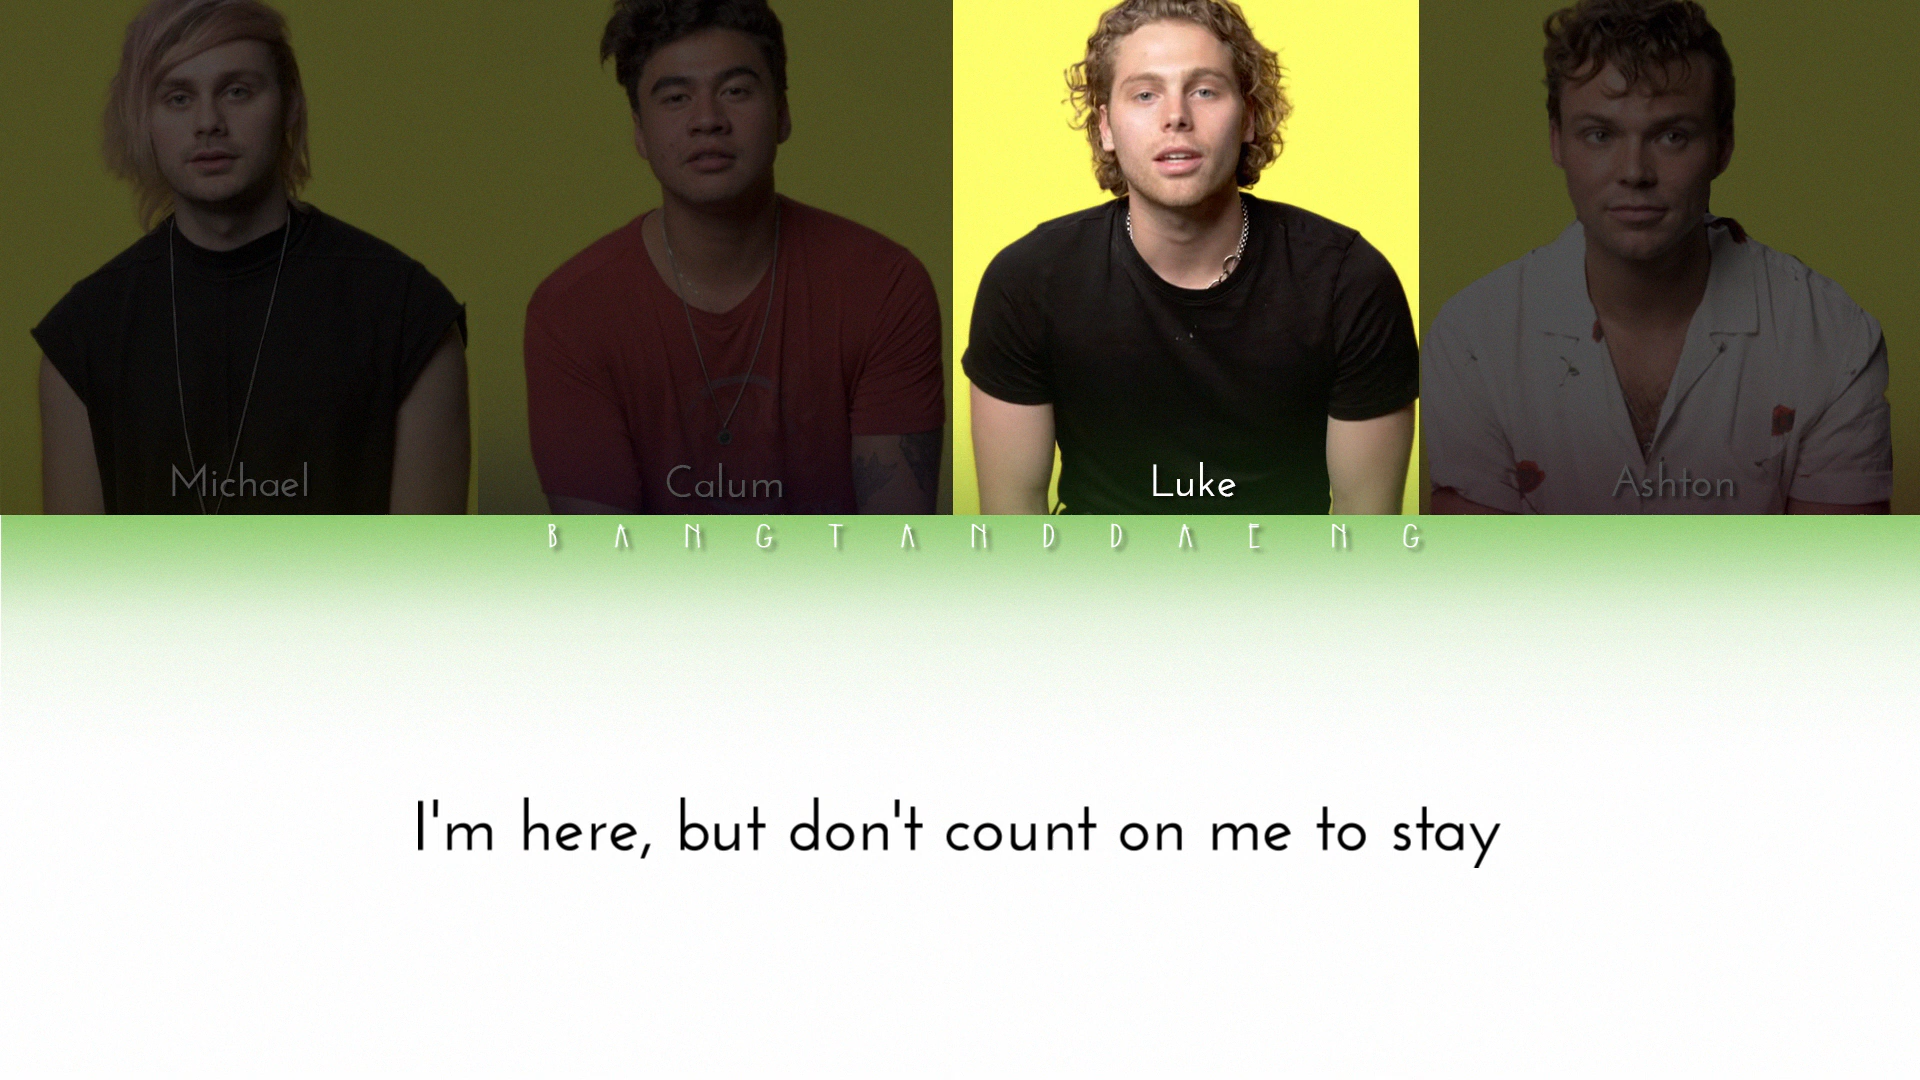 Michael Calum Luke Ashton
BANGTANDDAENG
I'm here, but don't count on me to stay